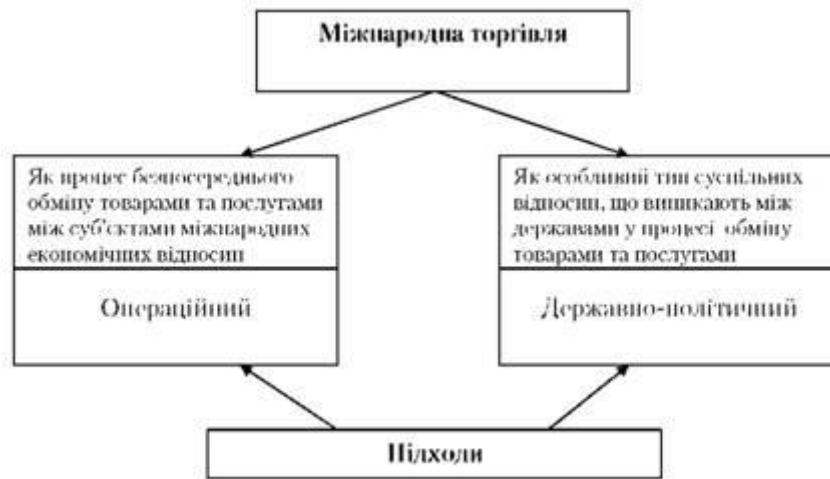 Міжнародна торгівля
Як процес безпосереднього
обміну товарами та послугами
між суб'єктами міжнародних
економічних відносин
Операційний
Як особливий тип суспільних
відносин, що виникають між
державами у процесі обміну
товарами та послугами
Державно-політичний
Підходи